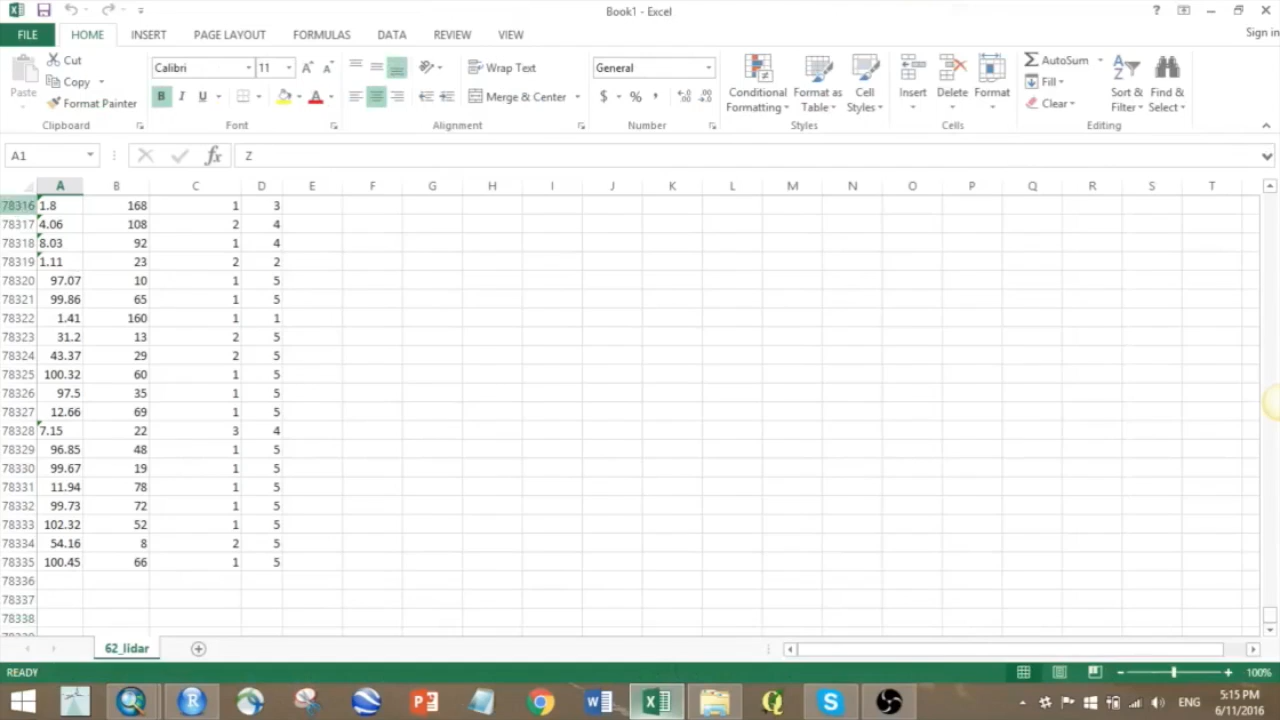 Book1 - Excel
FILE HOME INSERT PAGE LAYOUT FORMULAS DATA REVIEW VIEW Sign in
Paste Cut Copy Format Painter Clipboard
Calibri 11 B I U A Font
Wrap Text Merge & Center Alignment
General $ % , Number
Conditional Formatting Format as Table Cell Styles Styles
Insert Delete Format Cells
AutoSum Fill Clear Sort & Filter Find & Select Editing
A1 fx Z
A B C D E F G H I J K L M N O P Q R S T
78316 1.8 168 1 3
78317 4.06 108 2 4
78318 8.03 92 1 4
78319 1.11 23 2 2
78320 97.07 10 1 5
78321 99.86 65 1 5
78322 1.41 160 1 1
78323 31.2 13 2 5
78324 43.37 29 2 5
78325 100.32 60 1 5
78326 97.5 35 1 5
78327 12.66 69 1 5
78328 7.15 22 3 4
78329 96.85 48 1 5
78330 99.67 19 1 5
78331 11.94 78 1 5
78332 99.73 72 1 5
78333 102.32 52 1 5
78334 54.16 8 2 5
78335 100.45 66 1 5
78336
78337
78338
62_lidar
READY 100%
ENG 5:15 PM
6/11/2016